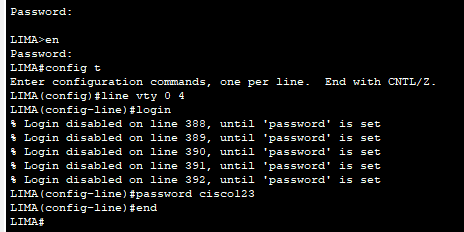 Password:
LIMA>en
Password:
LIMA#config t
Enter configuration commands, one per line.  End with CNTL/Z.
LIMA(config)#line vty 0 4
LIMA(config-line)#login
% Login disabled on line 388, until 'password' is set
% Login disabled on line 389, until 'password' is set
% Login disabled on line 390, until 'password' is set
% Login disabled on line 391, until 'password' is set
% Login disabled on line 392, until 'password' is set
LIMA(config-line)#password cisco123
LIMA(config-line)#end
LIMA#